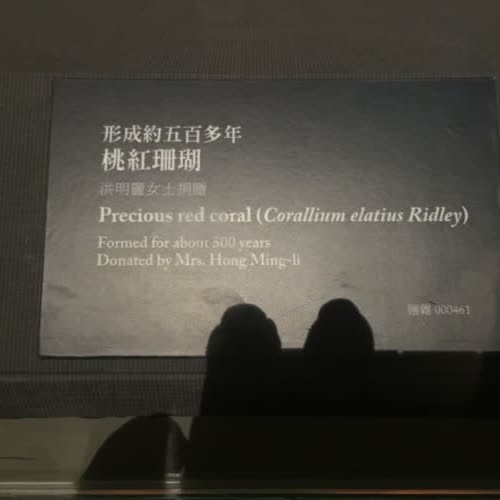 形成約五百多年
桃紅珊瑚
洪明麗女士捐贈
Precious red coral (Corallium elatius Ridley)
Formed for about 500 years
Donated by Mrs. Hong Ming-li
贈雜 000461